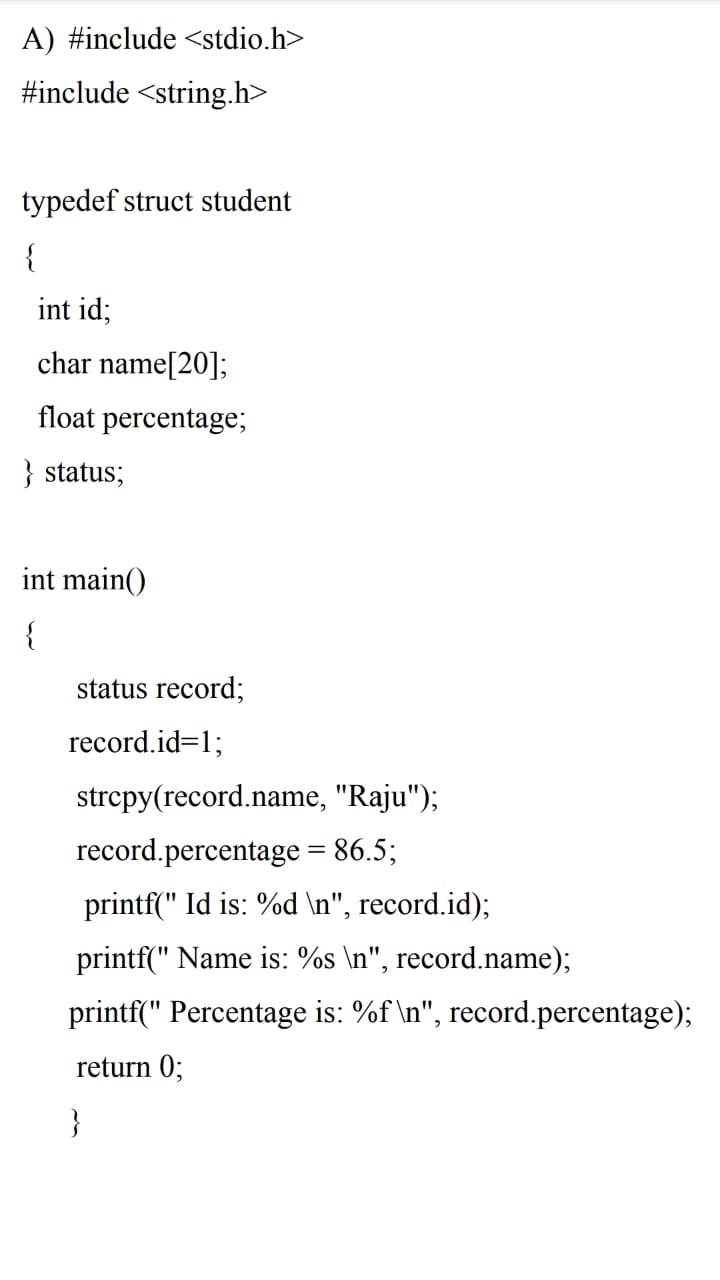 A) #include <stdio.h>
#include <string.h>
typedef struct student
{
int id;
char name[20];
float percentage;
} status;
int main()
{
status record;
record.id=1;
strcpy(record.name, "Raju");
record.percentage = 86.5;
printf(" Id is: %d \n", record.id);
printf(" Name is: %s \n", record.name);
printf(" Percentage is: %f \n", record.percentage);
return 0;
}